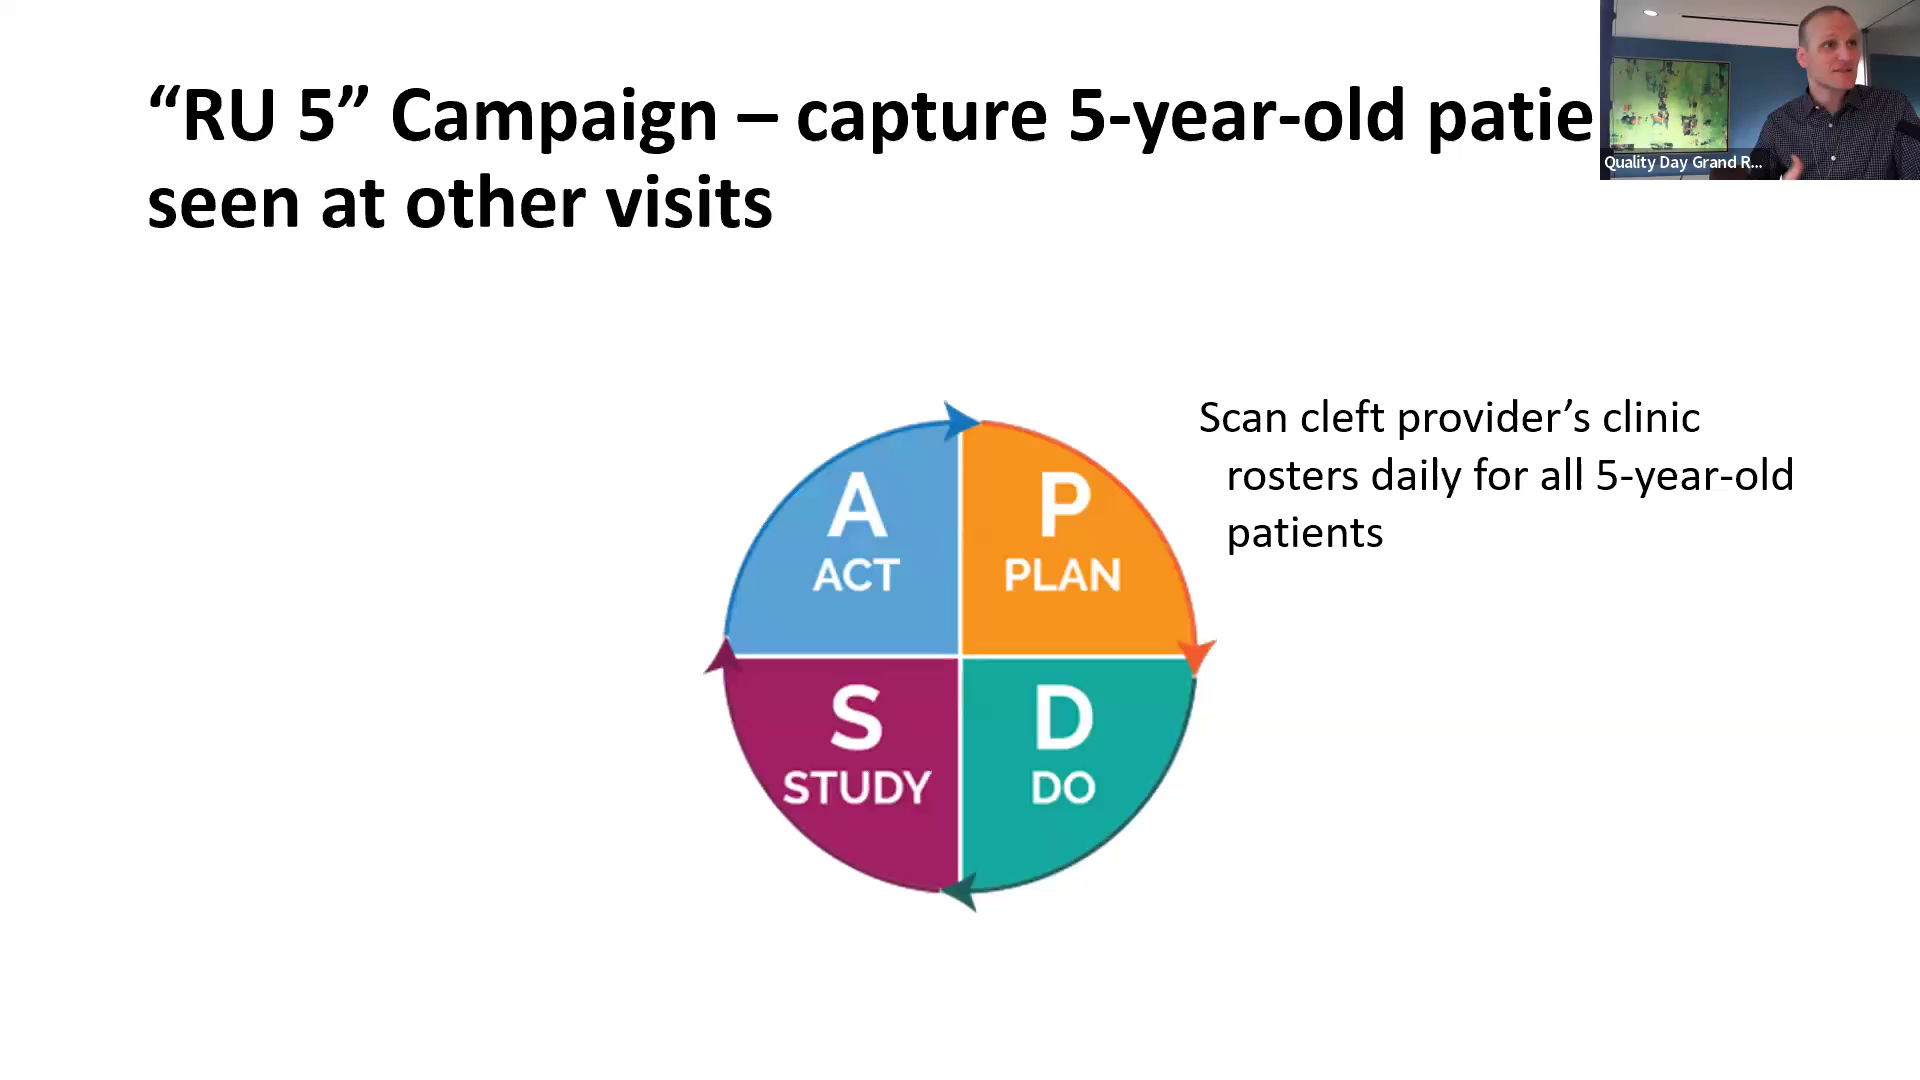 “RU 5” Campaign – capture 5-year-old patie
seen at other visits
Quality Day Grand R...
Scan cleft provider’s clinic
rosters daily for all 5-year-old
patients
A
ACT
P
PLAN
S
STUDY
D
DO